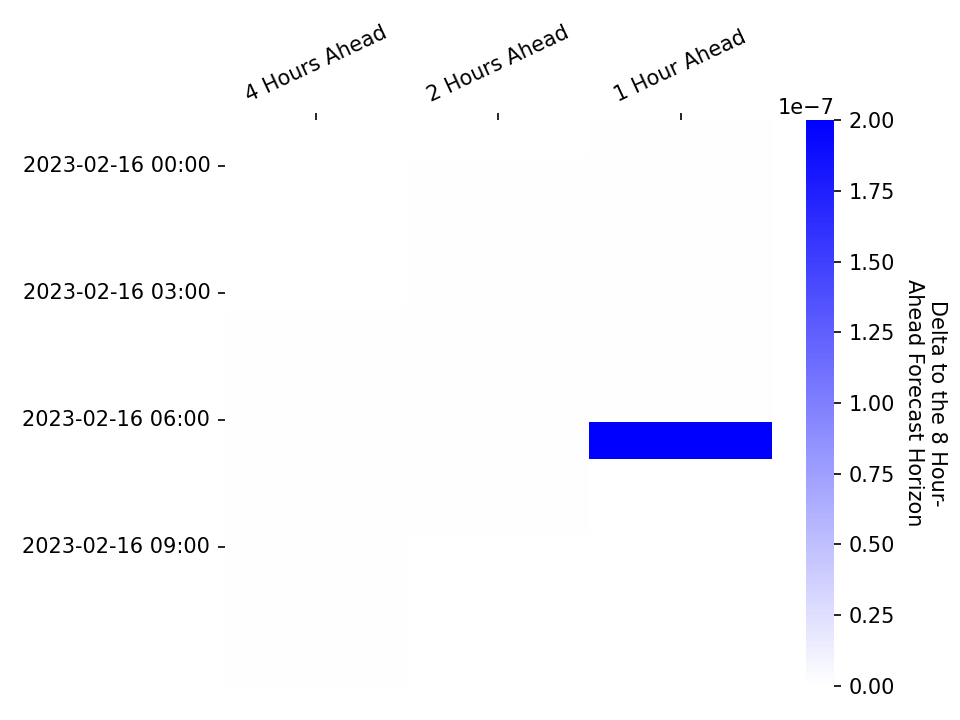 4 Hours Ahead
2 Hours Ahead
1 Hour Ahead
1e−7
2023-02-16 00:00
2023-02-16 03:00
2023-02-16 06:00
2023-02-16 09:00
2.00
1.75
1.50
1.25
1.00
0.75
0.50
0.25
0.00
Delta to the 8 Hour-
Ahead Forecast Horizon